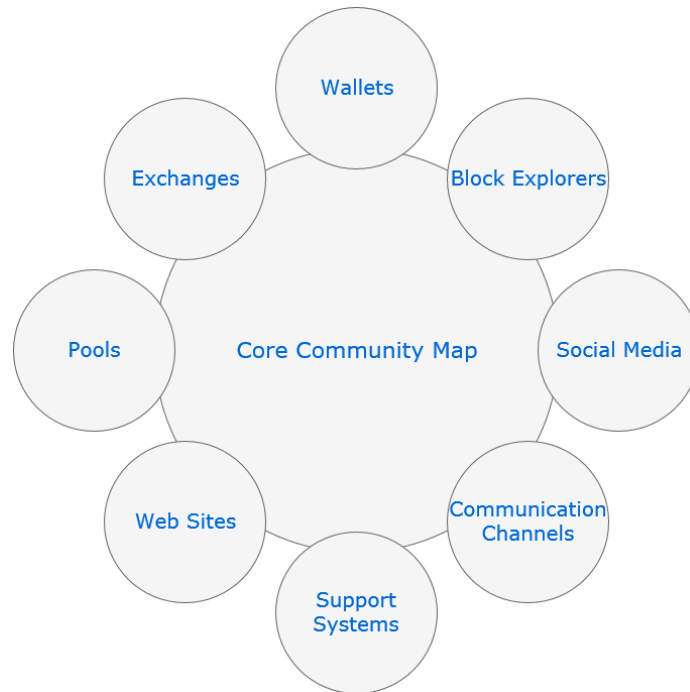 Wallets
Exchanges
Block Explorers
Pools
Core Community Map
Social Media
Web Sites
Communication
Channels
Support
Systems